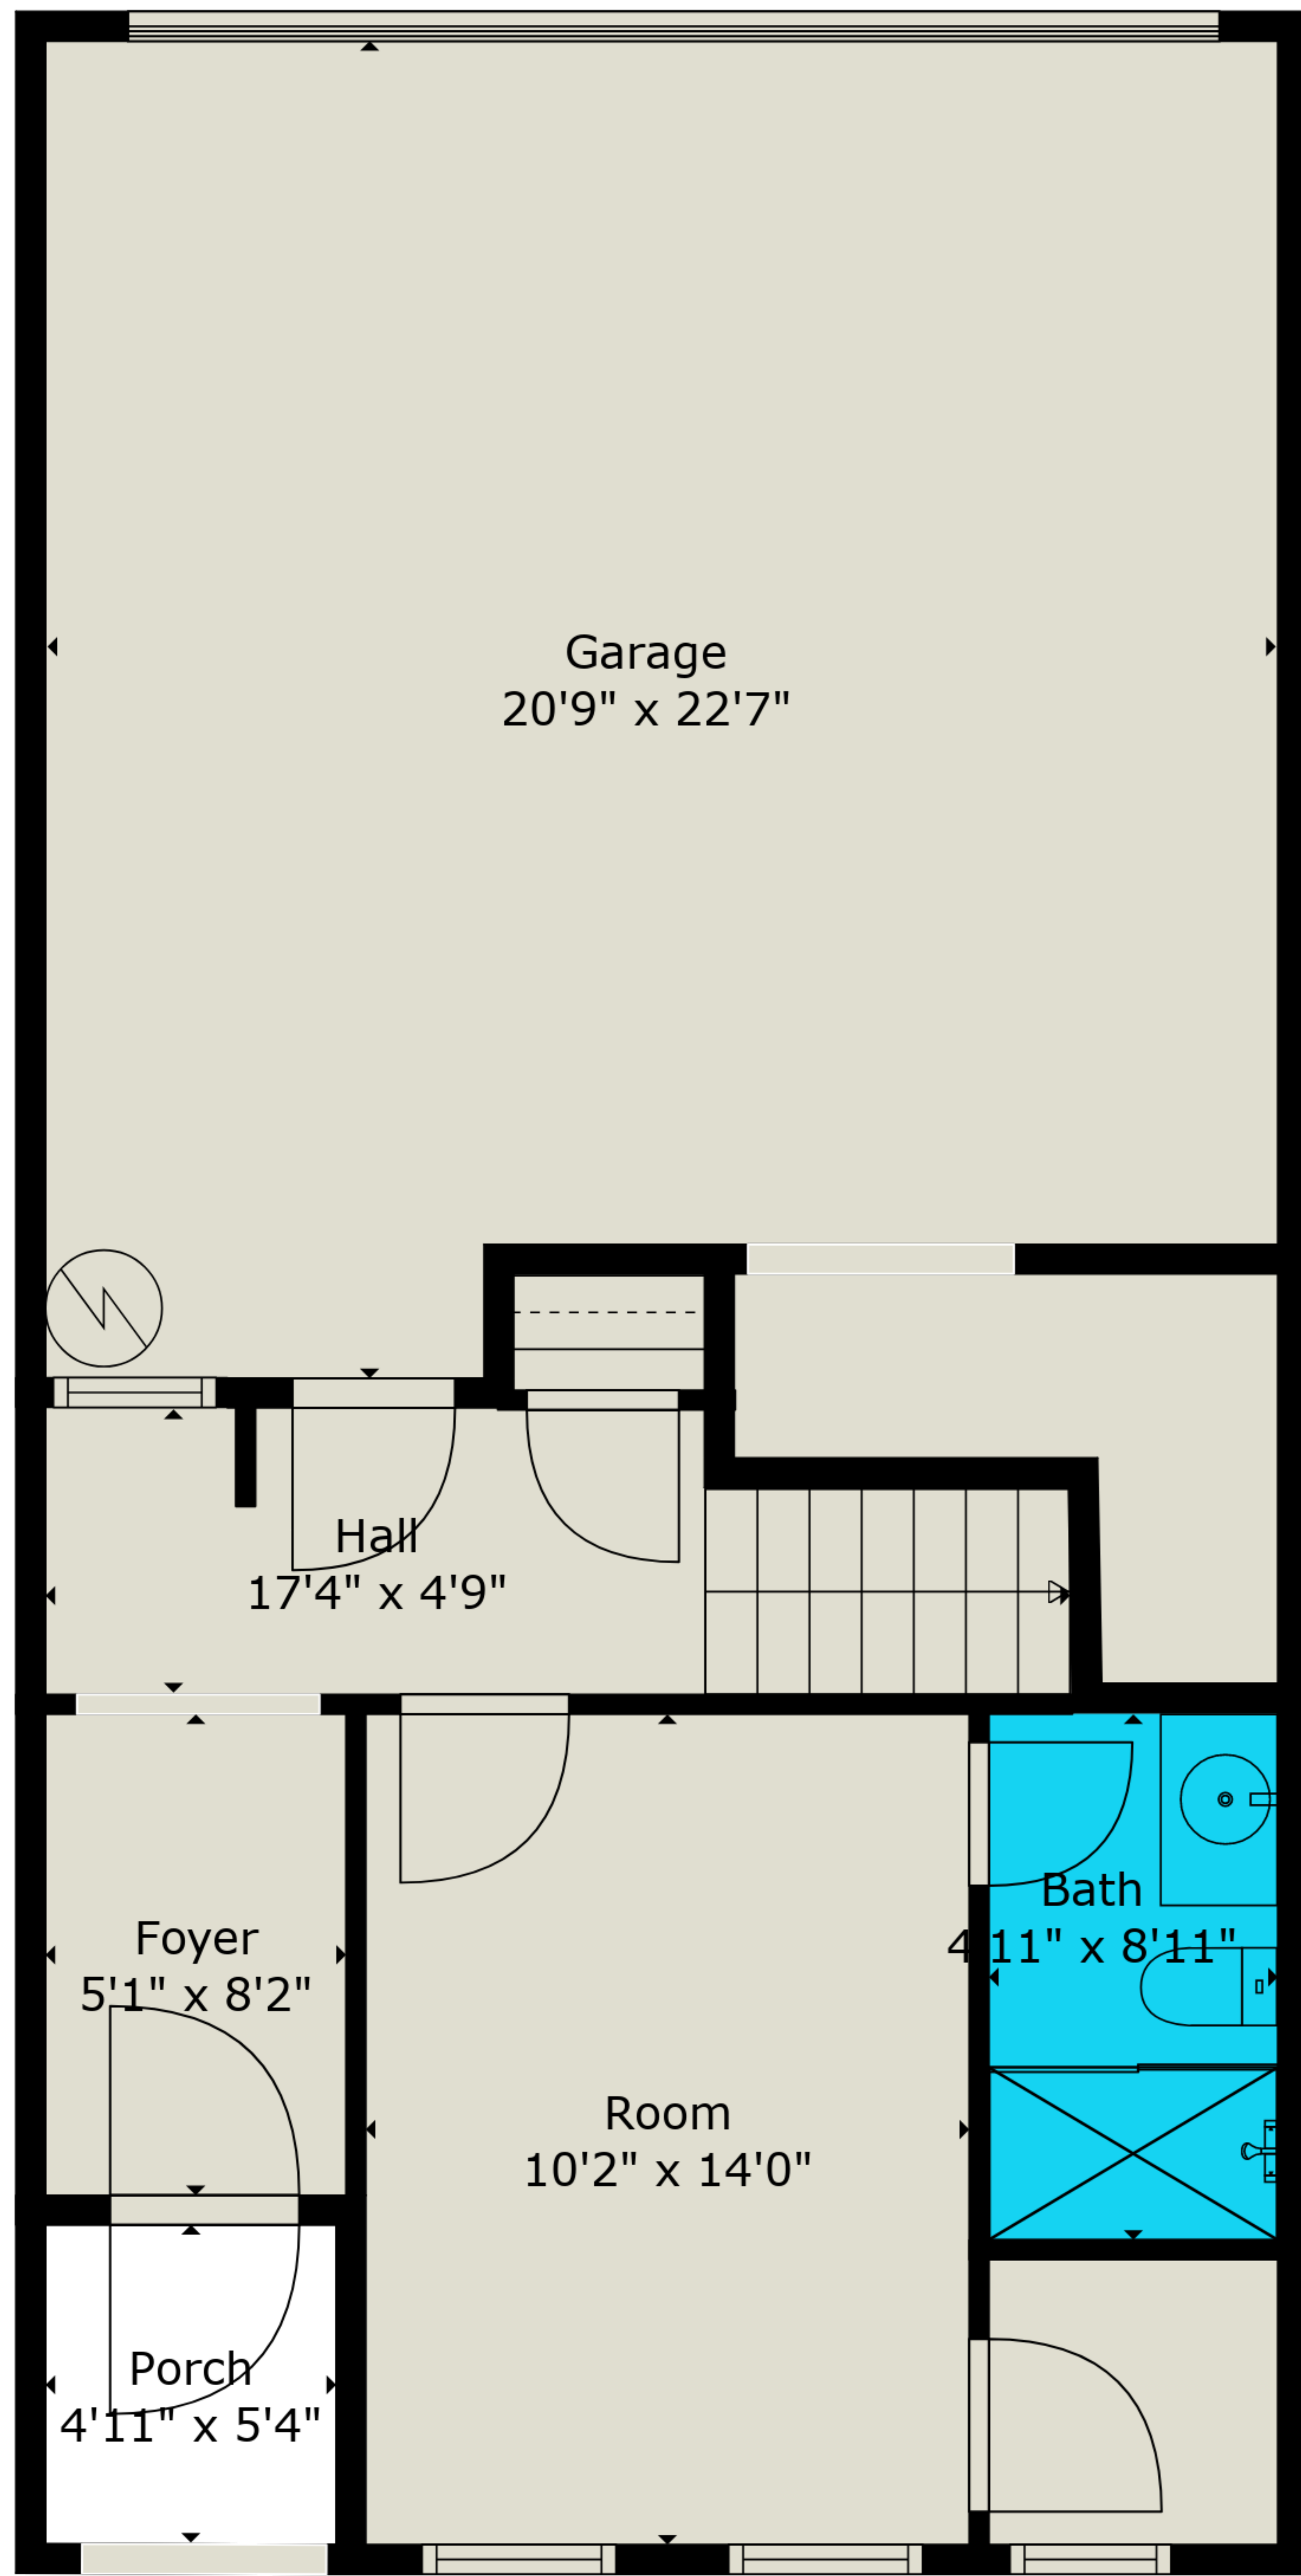 Garage
20'9" x 22'7"
Hall
17'4" x 4'9"
Bath
4'11" x 8'11"
Foyer
5'1" x 8'2"
Room
10'2" x 14'0"
Porch
4'11" x 5'4"